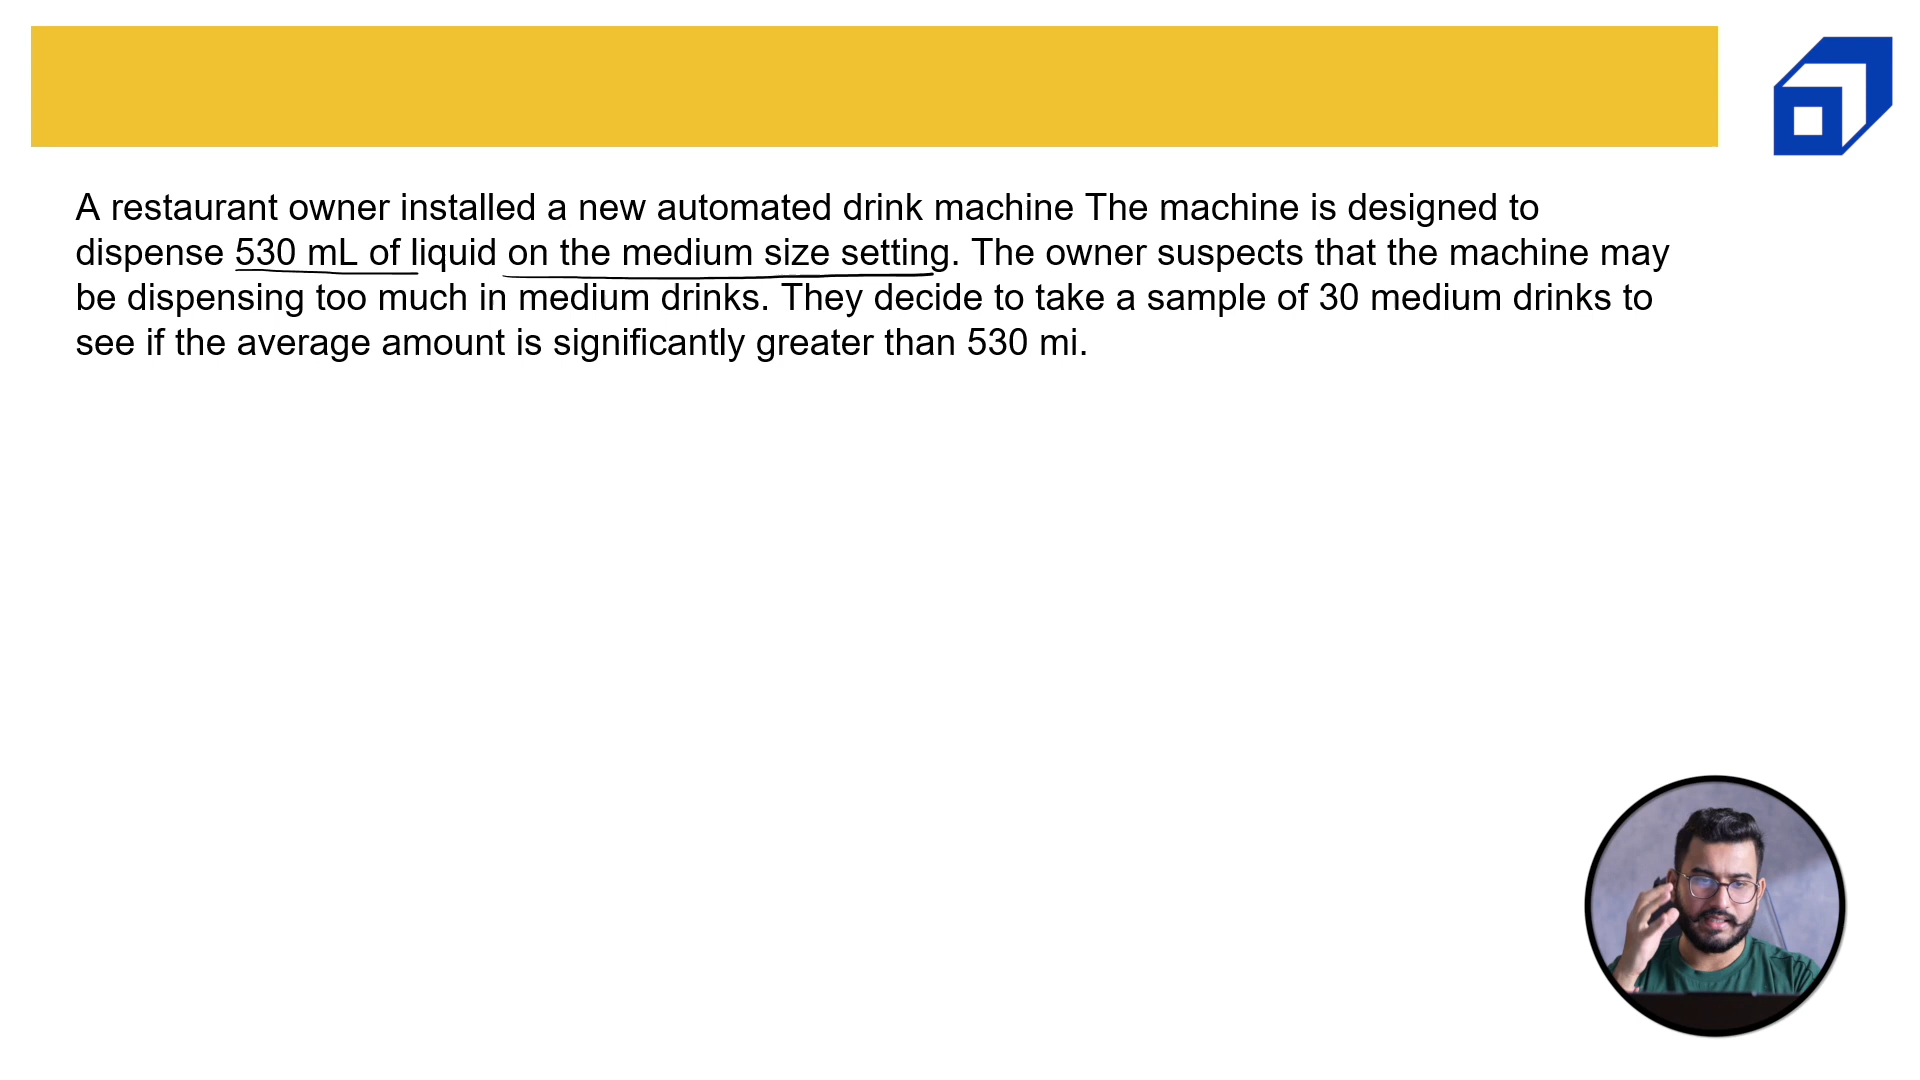 A restaurant owner installed a new automated drink machine The machine is designed to
dispense 530 mL of liquid on the medium size setting. The owner suspects that the machine may
be dispensing too much in medium drinks. They decide to take a sample of 30 medium drinks to
see if the average amount is significantly greater than 530 mi.